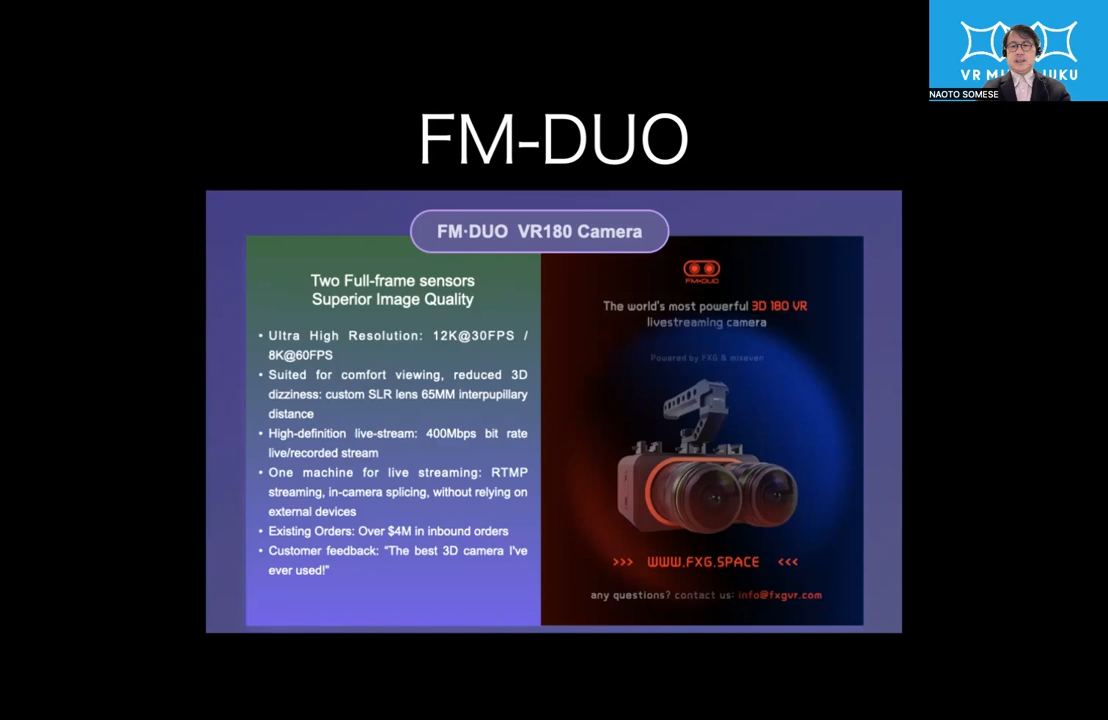 VR MI
JUKU
NAOTO SOMESE
FM-DUO
FM·DUO VR180 Camera
Two Full-frame sensors
Superior Image Quality
• Ultra High Resolution: 12K@30FPS /
8K@60FPS
• Suited for comfort viewing, reduced 3D
dizziness: custom SLR lens 65MM interpupillary
distance
• High-definition live-stream: 400Mbps bit rate
live/recorded stream
• One machine for live streaming: RTMP
streaming, in-camera splicing, without relying on
external devices
• Existing Orders: Over $4M in inbound orders
• Customer feedback: "The best 3D camera I've
ever used!"
FM·DUO
The world's most powerful 3D 180 VR
livestreaming camera
Powered by FXG & mixaven
>>> WWW.FXG.SPACE <<<
any questions? contact us: info@fxgvr.com